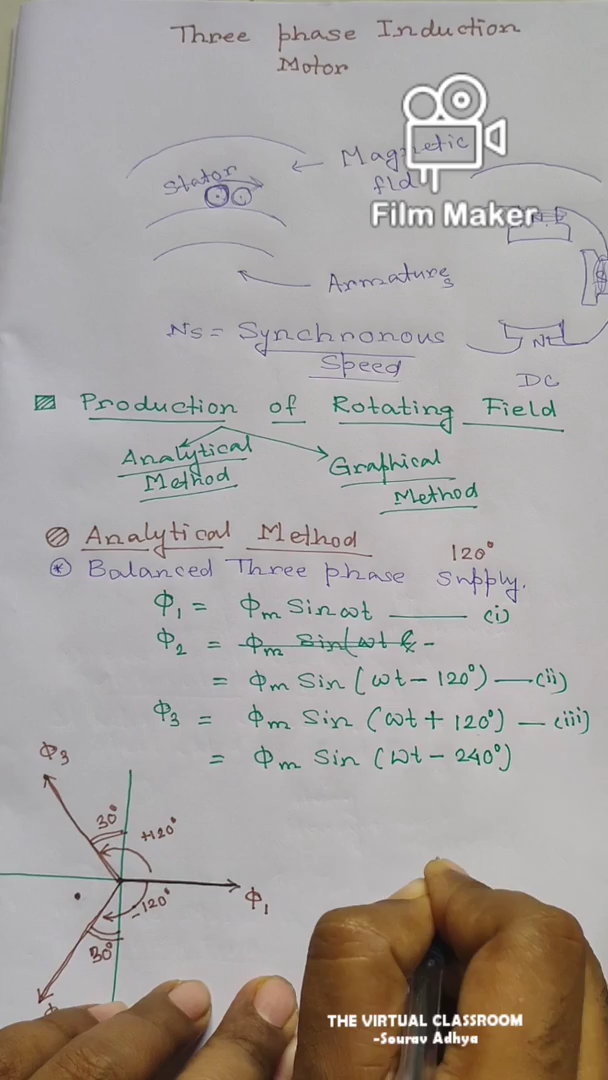 Three phase Induction
Motor
Magnetic
fld
Stator
Film Maker
N
S
Armatures
Ns = Synchronous
Speed
N
DC
Production of Rotating Field
Analytical
Method
Graphical
Method
Analytical Method
120°
* Balanced Three phase Supply.
Φ1 = Φm Sin ωt —— (i)
Φ2 = Φm Sin(ωt
= Φm Sin (ωt - 120°) — (ii)
Φ3 = Φm Sin (ωt + 120°) — (iii)
= Φm Sin (ωt - 240°)
Φ3
30°
+120°
Φ1
-120°
30°
THE VIRTUAL CLASSROOM
-Sourav Adhya